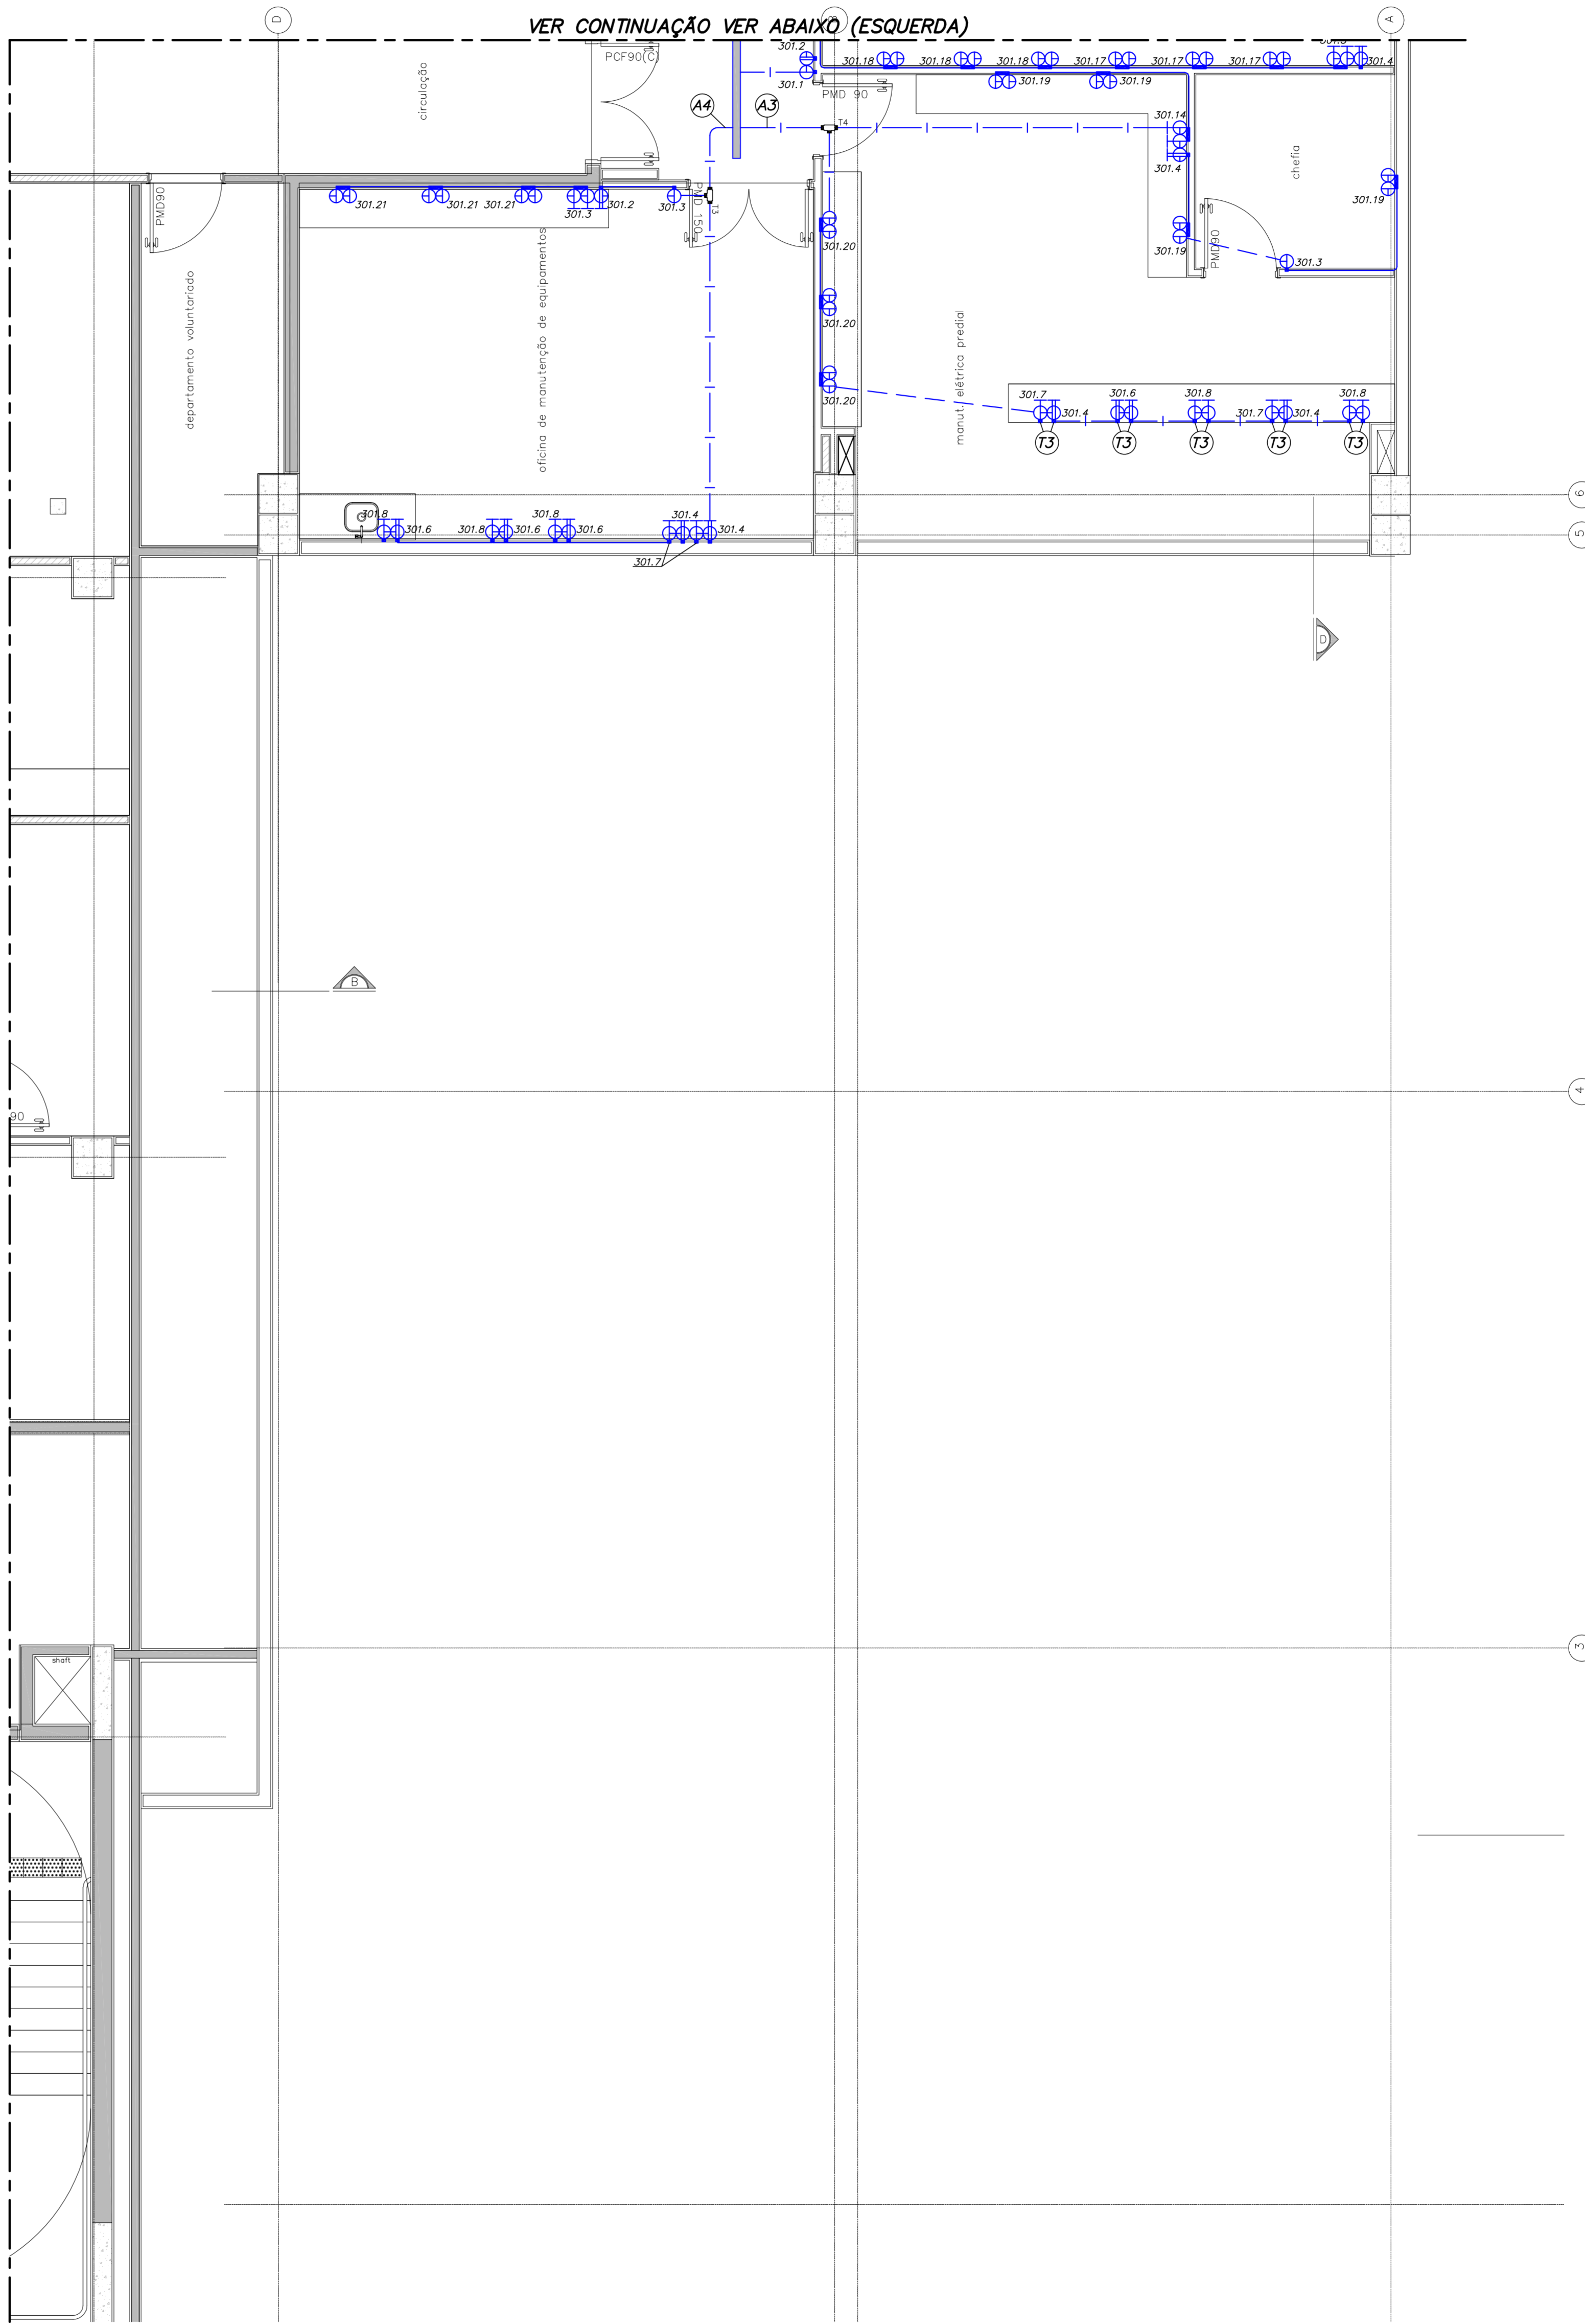 VER CONTINUAÇÃO VER ABAIXO (ESQUERDA)
D
A
PCF90(C)
circulação
301.2
301.1
PMD 90
301.18
301.18
301.18
301.17
301.17
301.17
301.4
301.19
301.19
A4
A3
T4
301.14
301.4
chefia
301.19
301.19
PMD90
301.3
PMD90
301.21
301.21
301.21
301.3
301.2
301.3
PMD 150
T3
301.20
301.20
301.20
departamento voluntariado
oficina de manutenção de equipamentos
manut. elétrica predial
301.7
301.4
301.6
301.8
301.7
301.4
301.8
T3
T3
T3
T3
T3
6
301.8
301.6
301.8
301.6
301.8
301.6
301.4
301.4
301.7
5
D
B
4
90
3
shaft